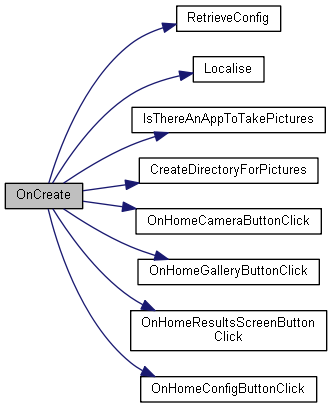 RetrieveConfig
Localise
IsThereAnAppToTakePictures
CreateDirectoryForPictures
OnCreate
OnHomeCameraButtonClick
OnHomeGalleryButtonClick
OnHomeResultsScreenButton
Click
OnHomeConfigButtonClick